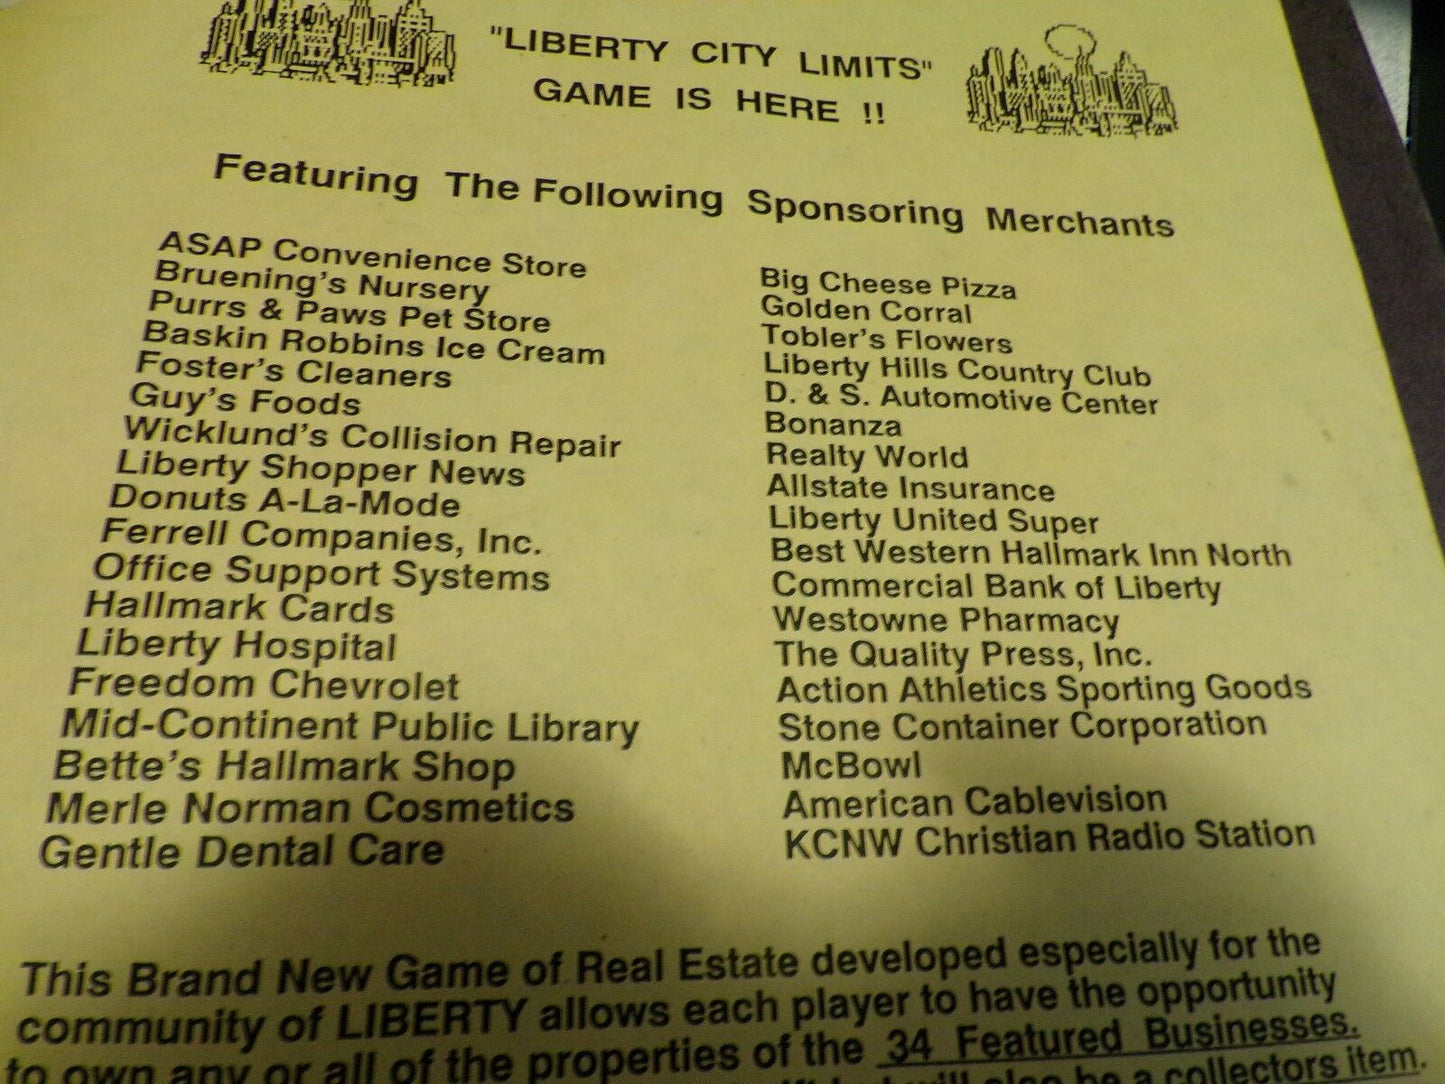 "LIBERTY CITY LIMITS"
GAME IS HERE !!
Featuring The Following Sponsoring Merchants
ASAP Convenience Store
Bruening's Nursery
Purrs & Paws Pet Store
Baskin Robbins Ice Cream
Foster's Cleaners
Guy's Foods
Wicklund's Collision Repair
Liberty Shopper News
Donuts A-La-Mode
Ferrell Companies, Inc.
Office Support Systems
Hallmark Cards
Liberty Hospital
Freedom Chevrolet
Mid-Continent Public Library
Bette's Hallmark Shop
Merle Norman Cosmetics
Gentle Dental Care
Big Cheese Pizza
Golden Corral
Tobler's Flowers
Liberty Hills Country Club
D. & S. Automotive Center
Bonanza
Realty World
Allstate Insurance
Liberty United Super
Best Western Hallmark Inn North
Commercial Bank of Liberty
Westowne Pharmacy
The Quality Press, Inc.
Action Athletics Sporting Goods
Stone Container Corporation
McBowl
American Cablevision
KCNW Christian Radio Station
This Brand New Game of Real Estate developed especially for the
community of LIBERTY allows each player to have the opportunity
to own any or all of the properties of the 34 Featured Businesses.
will also be a collectors item.